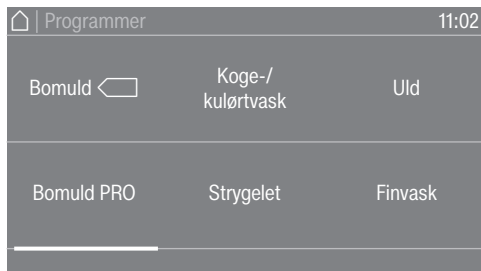 Programmer 11:02
Bomuld
Koge-/
kulørtvask
Uld
Bomuld PRO
Strygelet
Finvask